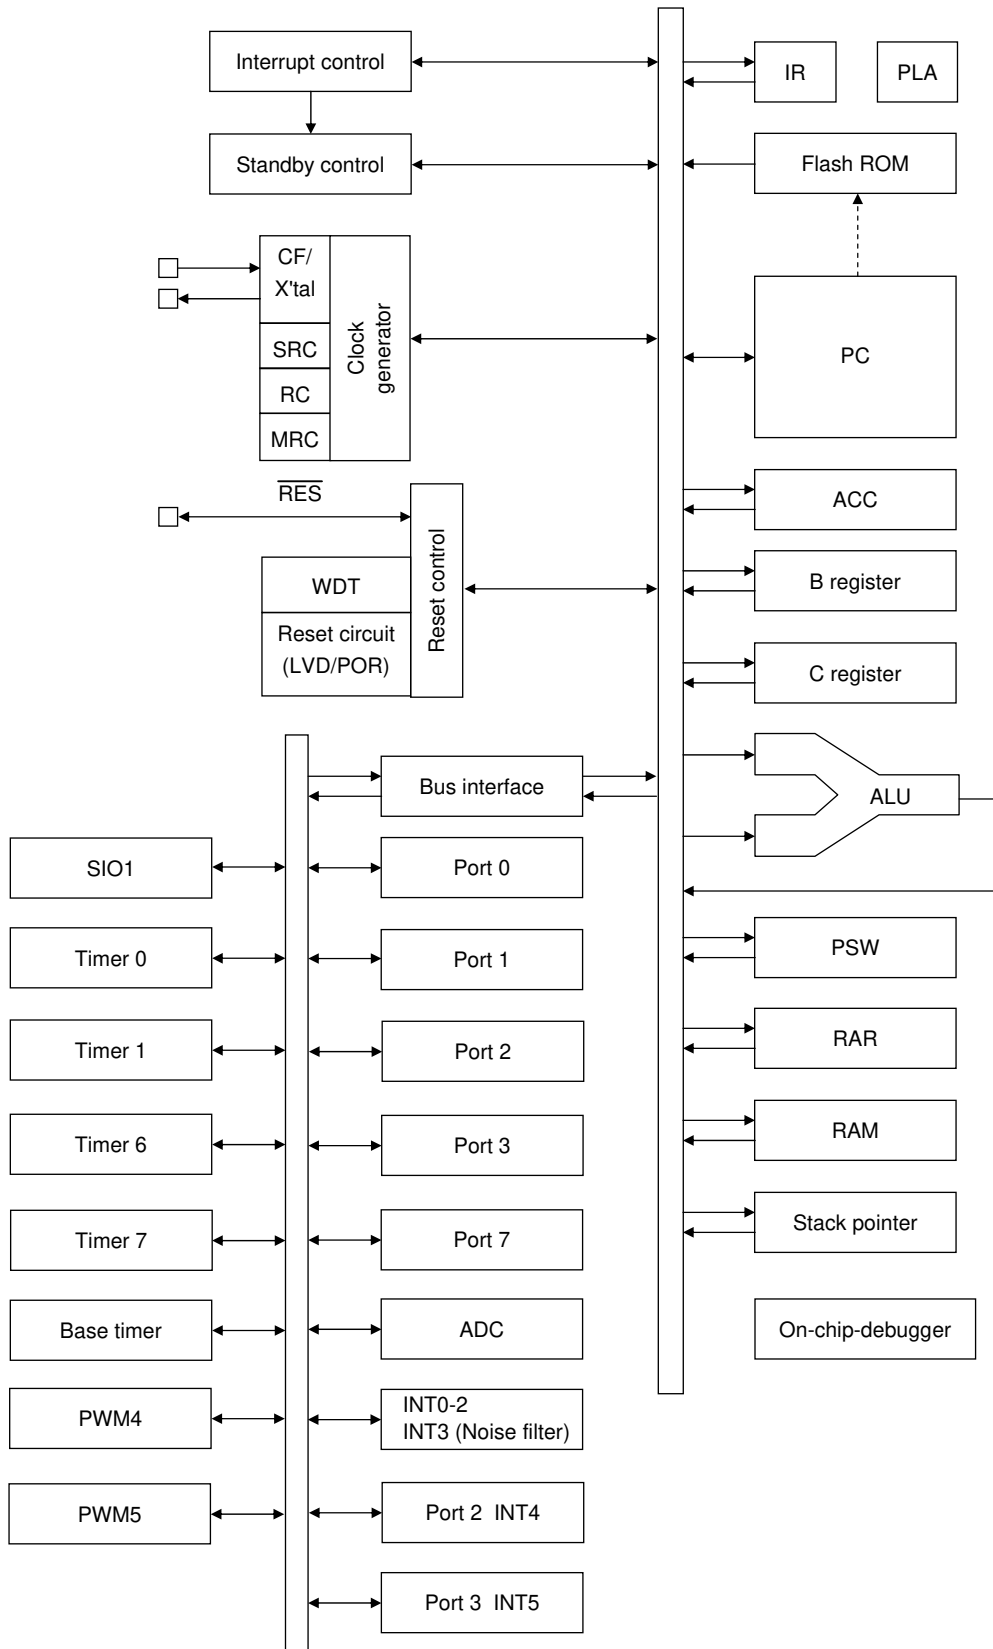 Interrupt control
IR
PLA
Standby control
Flash ROM
CF/
X'tal
SRC
RC
MRC
Clock
generator
PC
RES
WDT
Reset circuit
(LVD/POR)
Reset control
ACC
B register
C register
ALU
Bus interface
SIO1
Port 0
Timer 0
Port 1
PSW
Timer 1
Port 2
RAR
Timer 6
Port 3
RAM
Timer 7
Port 7
Stack pointer
Base timer
ADC
On-chip-debugger
PWM4
INT0-2
INT3 (Noise filter)
PWM5
Port 2 INT4
Port 3 INT5